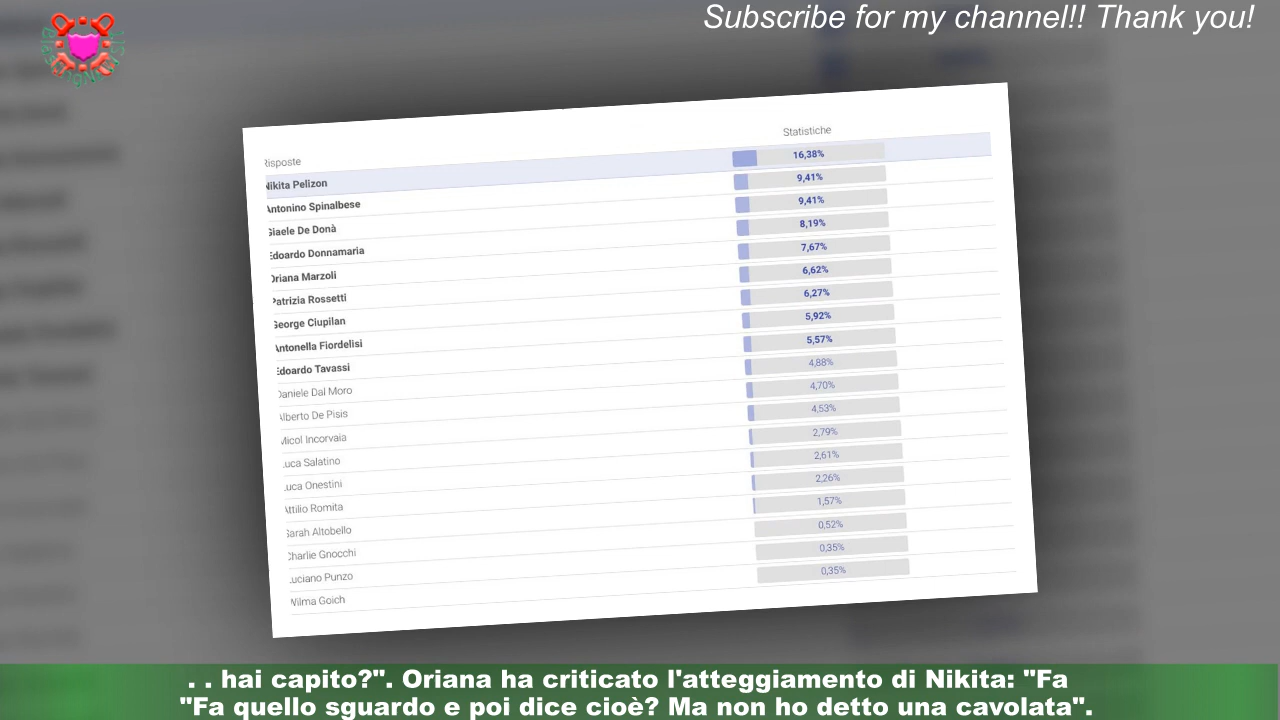 Subscribe for my channel!! Thank you!
Risposte Statistiche
Nikita Pelizon 16,38%
Antonino Spinalbese 9,41%
Giaele De Donà 9,41%
Edoardo Donnamaria 8,19%
Oriana Marzoli 7,67%
Patrizia Rossetti 6,62%
George Ciupilan 6,27%
Antonella Fiordelisi 5,92%
Edoardo Tavassi 5,57%
Daniele Dal Moro 4,88%
Alberto De Pisis 4,70%
Micol Incorvaia 4,53%
Luca Salatino 2,79%
Luca Onestini 2,61%
Attilio Romita 2,26%
Sarah Altobello 1,57%
Charlie Gnocchi 0,52%
Luciano Punzo 0,35%
Wilma Goich 0,35%
. . hai capito?". Oriana ha criticato l'atteggiamento di Nikita: "Fa
"Fa quello sguardo e poi dice cioè? Ma non ho detto una cavolata".